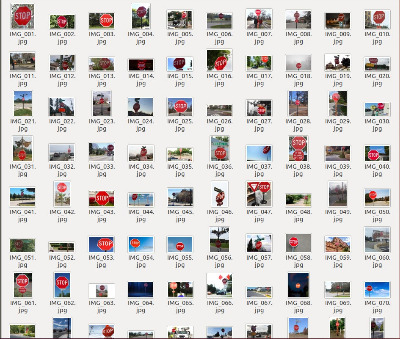 IMG_001. IMG_002. IMG_003. IMG_004. IMG_005. IMG_006. IMG_007. IMG_008. IMG_009. IMG_010.
jpg jpg jpg jpg jpg jpg jpg jpg jpg jpg
IMG_011. IMG_012. IMG_013. IMG_014. IMG_015. IMG_016. IMG_017. IMG_018. IMG_019. IMG_020.
jpg jpg jpg jpg jpg jpg jpg jpg jpg jpg
IMG_021. IMG_022. IMG_023. IMG_024. IMG_025. IMG_026. IMG_027. IMG_028. IMG_029. IMG_030.
jpg jpg jpg jpg jpg jpg jpg jpg jpg jpg
IMG_031. IMG_032. IMG_033. IMG_034. IMG_035. IMG_036. IMG_037. IMG_038. IMG_039. IMG_040.
jpg jpg jpg jpg jpg jpg jpg jpg jpg jpg
IMG_041. IMG_042. IMG_043. IMG_044. IMG_045. IMG_046. IMG_047. IMG_048. IMG_049. IMG_050.
jpg jpg jpg jpg jpg jpg jpg jpg jpg jpg
IMG_051. IMG_052. IMG_053. IMG_054. IMG_055. IMG_056. IMG_057. IMG_058. IMG_059. IMG_060.
jpg jpg jpg jpg jpg jpg jpg jpg jpg jpg
IMG_061. IMG_062. IMG_063. IMG_064. IMG_065. IMG_066. IMG_067. IMG_068. IMG_069. IMG_070.
jpg jpg jpg jpg jpg jpg jpg jpg jpg jpg